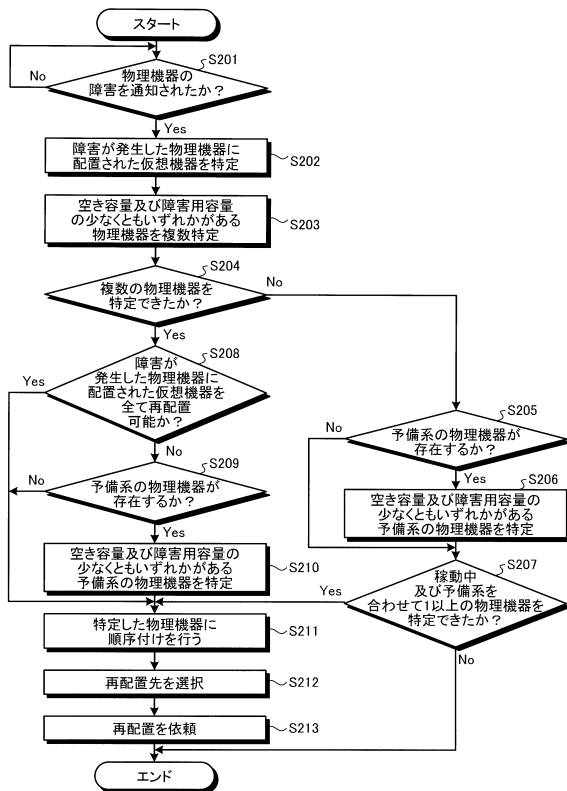 スタート
S201
物理機器の
障害を通知されたか？
No
Yes
障害が発生した物理機器に
配置された仮想機器を特定
S202
空き容量及び障害用容量
の少なくともいずれかがある
物理機器を複数特定
S203
S204
複数の物理機器を
特定できたか？
No
Yes
S208
障害が
発生した物理機器に
配置された仮想機器を
全て再配置
可能か？
Yes
No
S205
予備系の物理機器が
存在するか？
No
Yes
S209
予備系の物理機器が
存在するか？
No
Yes
S206
空き容量及び障害用容量の
少なくともいずれかがある
予備系の物理機器を特定
空き容量及び障害用容量の
少なくともいずれかがある
予備系の物理機器を特定
S210
S207
稼動中
及び予備系を
合わせて1以上の物理機器を
特定できたか？
Yes
No
特定した物理機器に
順序付けを行う
S211
再配置先を選択
S212
再配置を依頼
S213
エンド